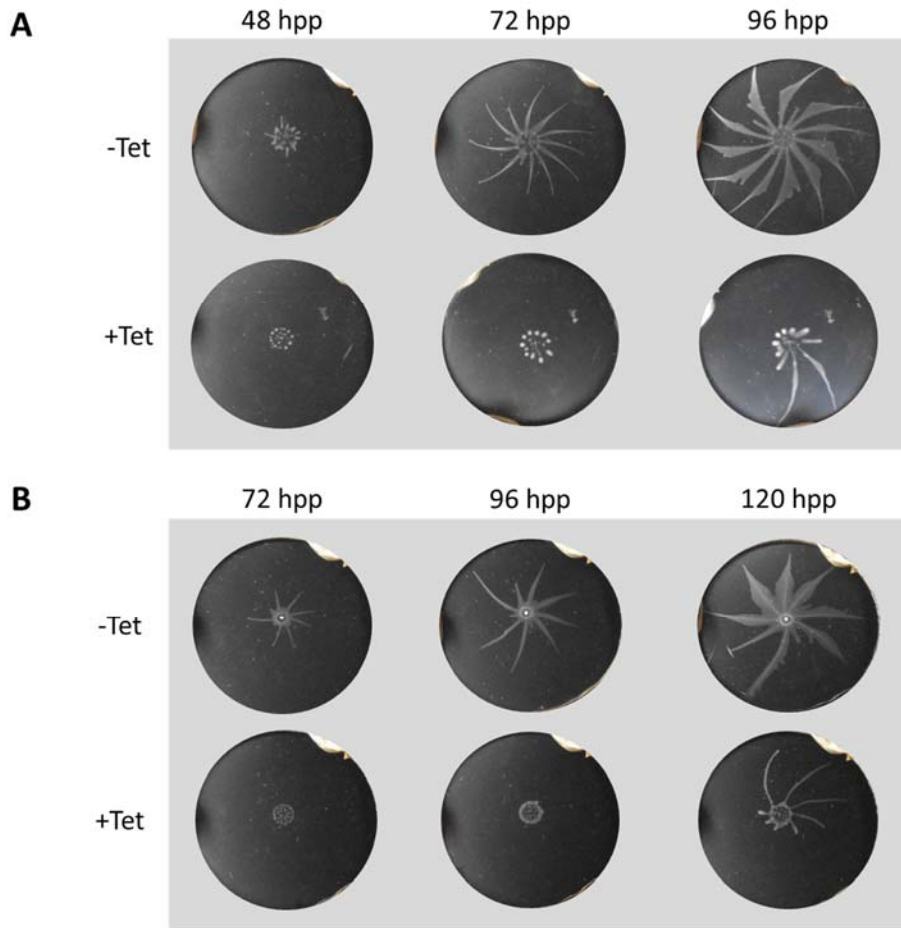 A
48 hpp 72 hpp 96 hpp
-Tet
+Tet
B
72 hpp 96 hpp 120 hpp
-Tet
+Tet